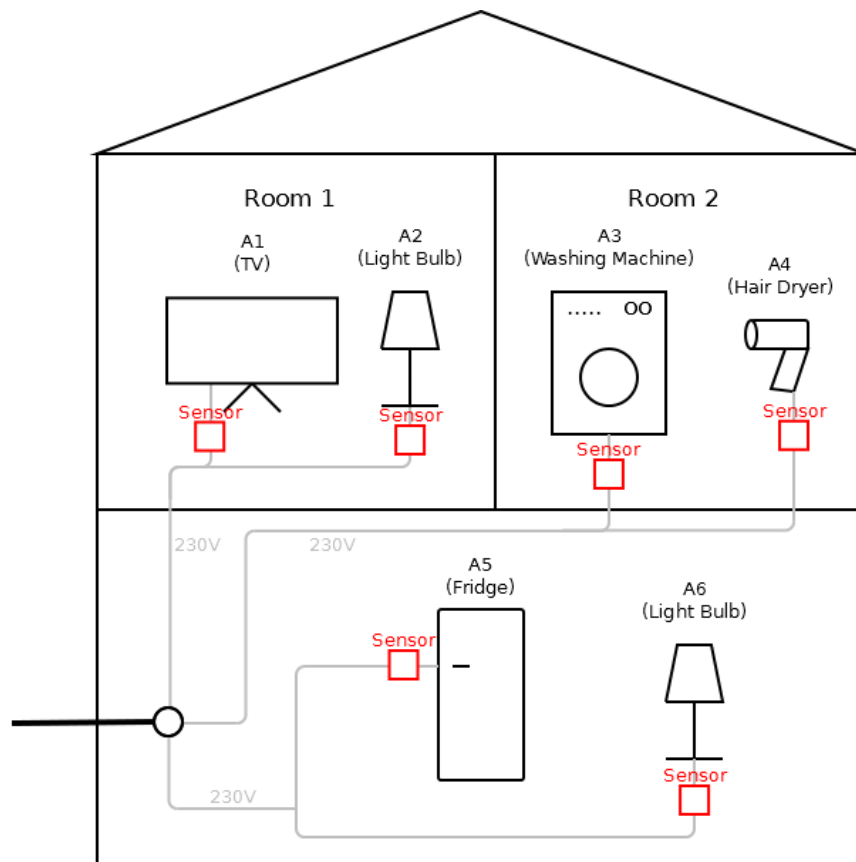 Room 1
Room 2
A1
(TV)
A2
(Light Bulb)
A3
(Washing Machine)
A4
(Hair Dryer)
OO
Sensor
Sensor
Sensor
Sensor
230V
230V
A5
(Fridge)
A6
(Light Bulb)
Sensor
Sensor
230V